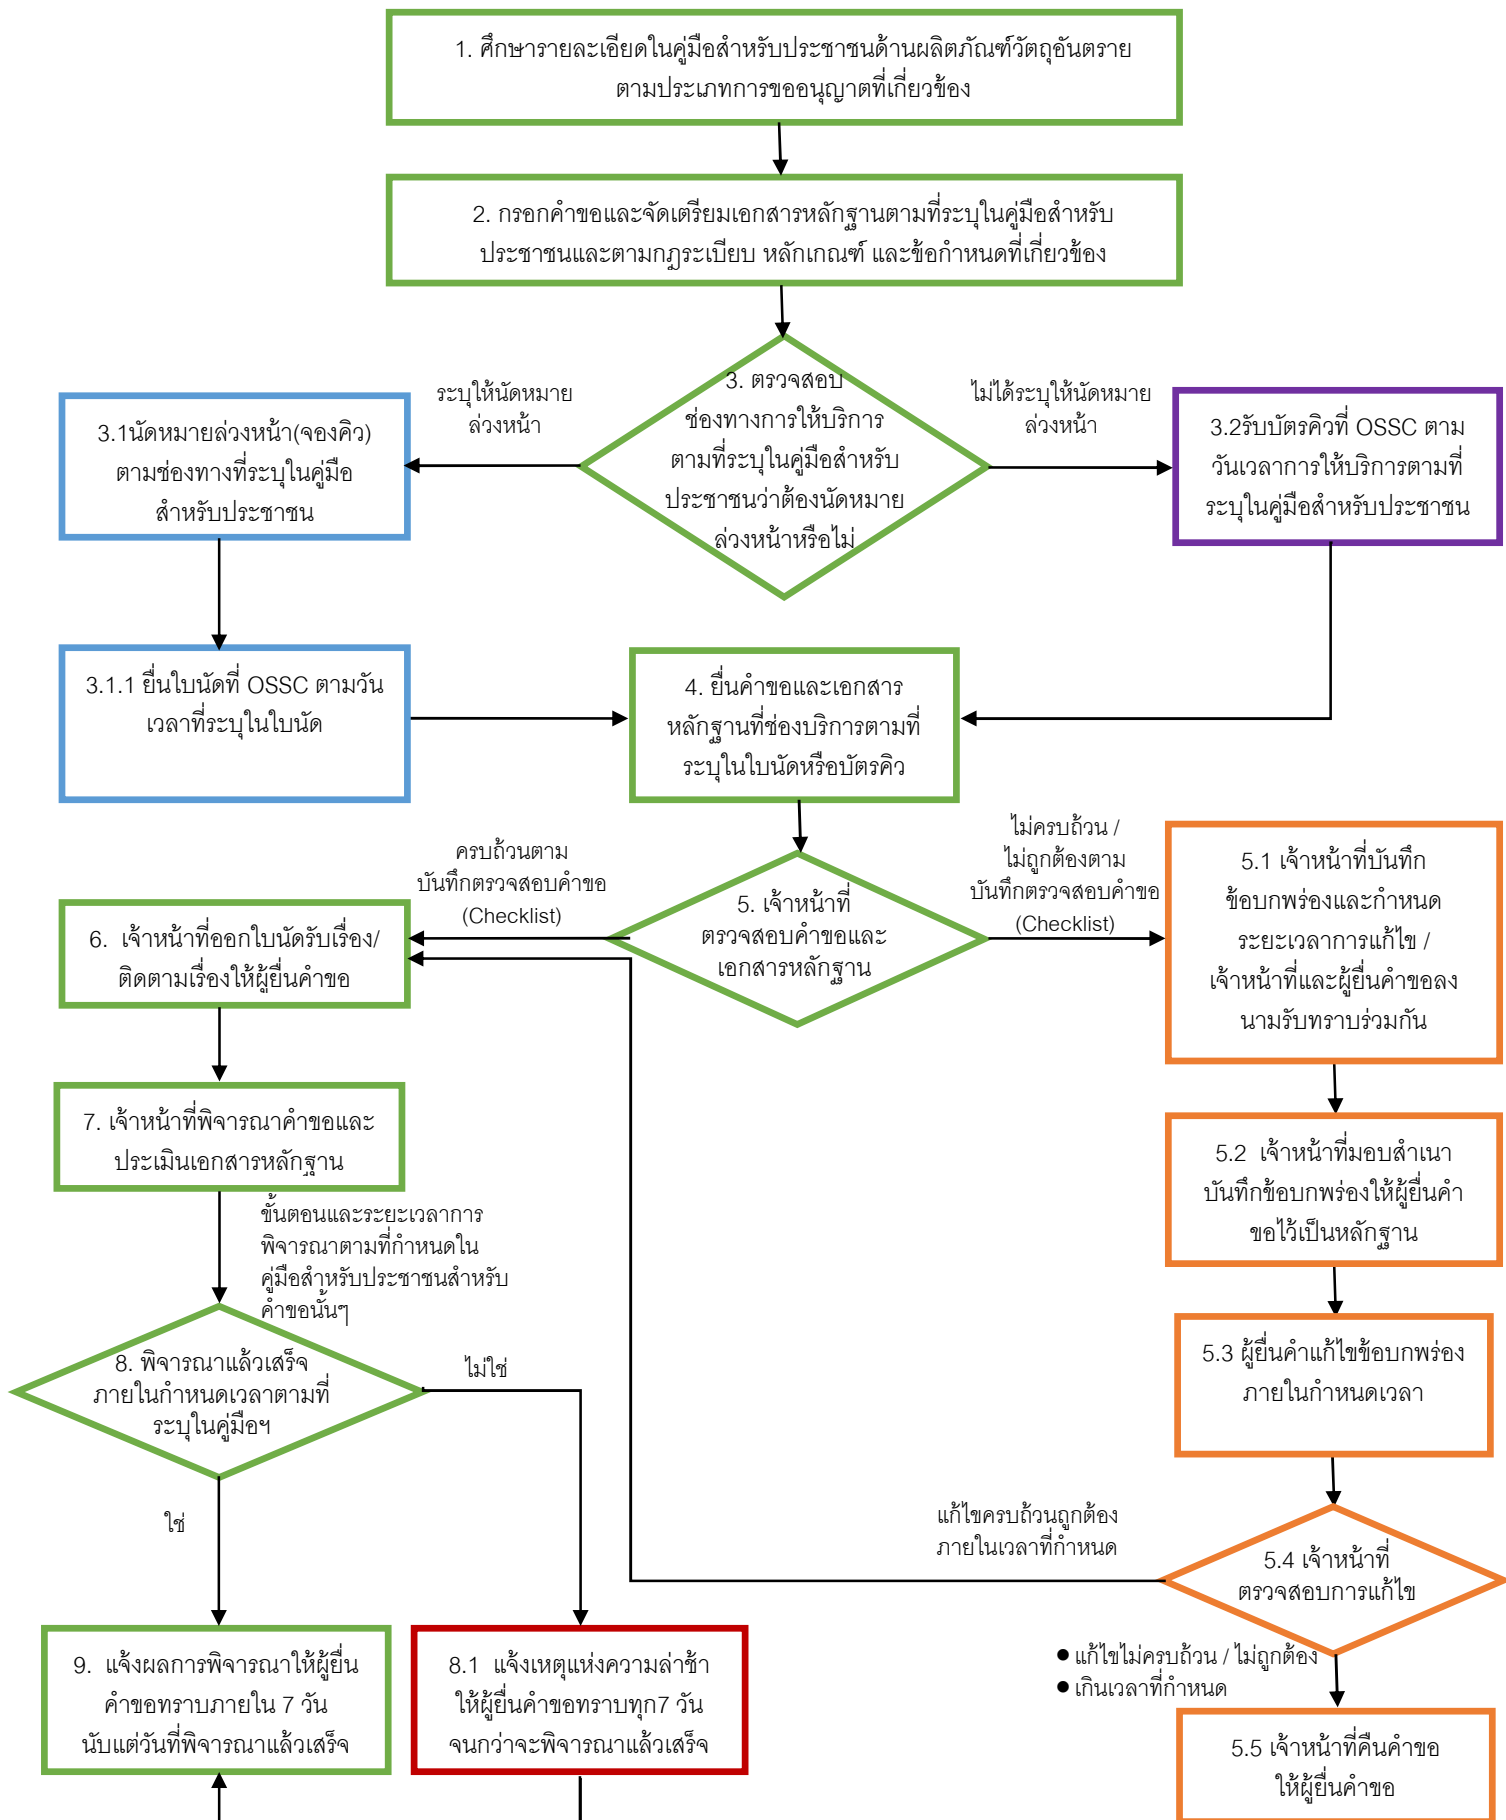 1. ศึกษารายละเอียดในคู่มือสำหรับประชาชนด้านผลิตภัณฑ์วัตถุอันตราย
ตามประเภทการขออนุญาตที่เกี่ยวข้อง
2. กรอกคำขอและจัดเตรียมเอกสารหลักฐานตามที่ระบุในคู่มือสำหรับ
ประชาชนและตามกฎระเบียบ หลักเกณฑ์ และข้อกำหนดที่เกี่ยวข้อง
3. ตรวจสอบ
ช่องทางการให้บริการ
ตามที่ระบุในคู่มือสำหรับ
ประชาชนว่าต้องนัดหมาย
ล่วงหน้าหรือไม่
ระบุให้นัดหมาย
ล่วงหน้า
ไม่ได้ระบุให้นัดหมาย
ล่วงหน้า
3.1นัดหมายล่วงหน้า(จองคิว)
ตามช่องทางที่ระบุในคู่มือ
สำหรับประชาชน
3.2รับบัตรคิวที่ OSSC ตาม
วันเวลาการให้บริการตามที่
ระบุในคู่มือสำหรับประชาชน
3.1.1 ยื่นใบนัดที่ OSSC ตามวัน
เวลาที่ระบุในใบนัด
4. ยื่นคำขอและเอกสาร
หลักฐานที่ช่องบริการตามที่
ระบุในใบนัดหรือบัตรคิว
ครบถ้วนตาม
บันทึกตรวจสอบคำขอ
(Checklist)
ไม่ครบถ้วน /
ไม่ถูกต้องตาม
บันทึกตรวจสอบคำขอ
(Checklist)
5. เจ้าหน้าที่
ตรวจสอบคำขอและ
เอกสารหลักฐาน
5.1 เจ้าหน้าที่บันทึก
ข้อบกพร่องและกำหนด
ระยะเวลาการแก้ไข /
เจ้าหน้าที่และผู้ยื่นคำขอลง
นามรับทราบร่วมกัน
6. เจ้าหน้าที่ออกใบนัดรับเรื่อง/
ติดตามเรื่องให้ผู้ยื่นคำขอ
7. เจ้าหน้าที่พิจารณาคำขอและ
ประเมินเอกสารหลักฐาน
5.2 เจ้าหน้าที่มอบสำเนา
บันทึกข้อบกพร่องให้ผู้ยื่นคำ
ขอไว้เป็นหลักฐาน
ขั้นตอนและระยะเวลาการ
พิจารณาตามที่กำหนดใน
คู่มือสำหรับประชาชนสำหรับ
คำขอนั้นๆ
5.3 ผู้ยื่นคำแก้ไขข้อบกพร่อง
ภายในกำหนดเวลา
8. พิจารณาแล้วเสร็จ
ภายในกำหนดเวลาตามที่
ระบุในคู่มือฯ
ไม่ใช่
ใช่
แก้ไขครบถ้วนถูกต้อง
ภายในเวลาที่กำหนด
5.4 เจ้าหน้าที่
ตรวจสอบการแก้ไข
9. แจ้งผลการพิจารณาให้ผู้ยื่น
คำขอทราบภายใน 7 วัน
นับแต่วันที่พิจารณาแล้วเสร็จ
8.1 แจ้งเหตุแห่งความล่าช้า
ให้ผู้ยื่นคำขอทราบทุก7 วัน
จนกว่าจะพิจารณาแล้วเสร็จ
● แก้ไขไม่ครบถ้วน / ไม่ถูกต้อง
● เกินเวลาที่กำหนด
5.5 เจ้าหน้าที่คืนคำขอ
ให้ผู้ยื่นคำขอ